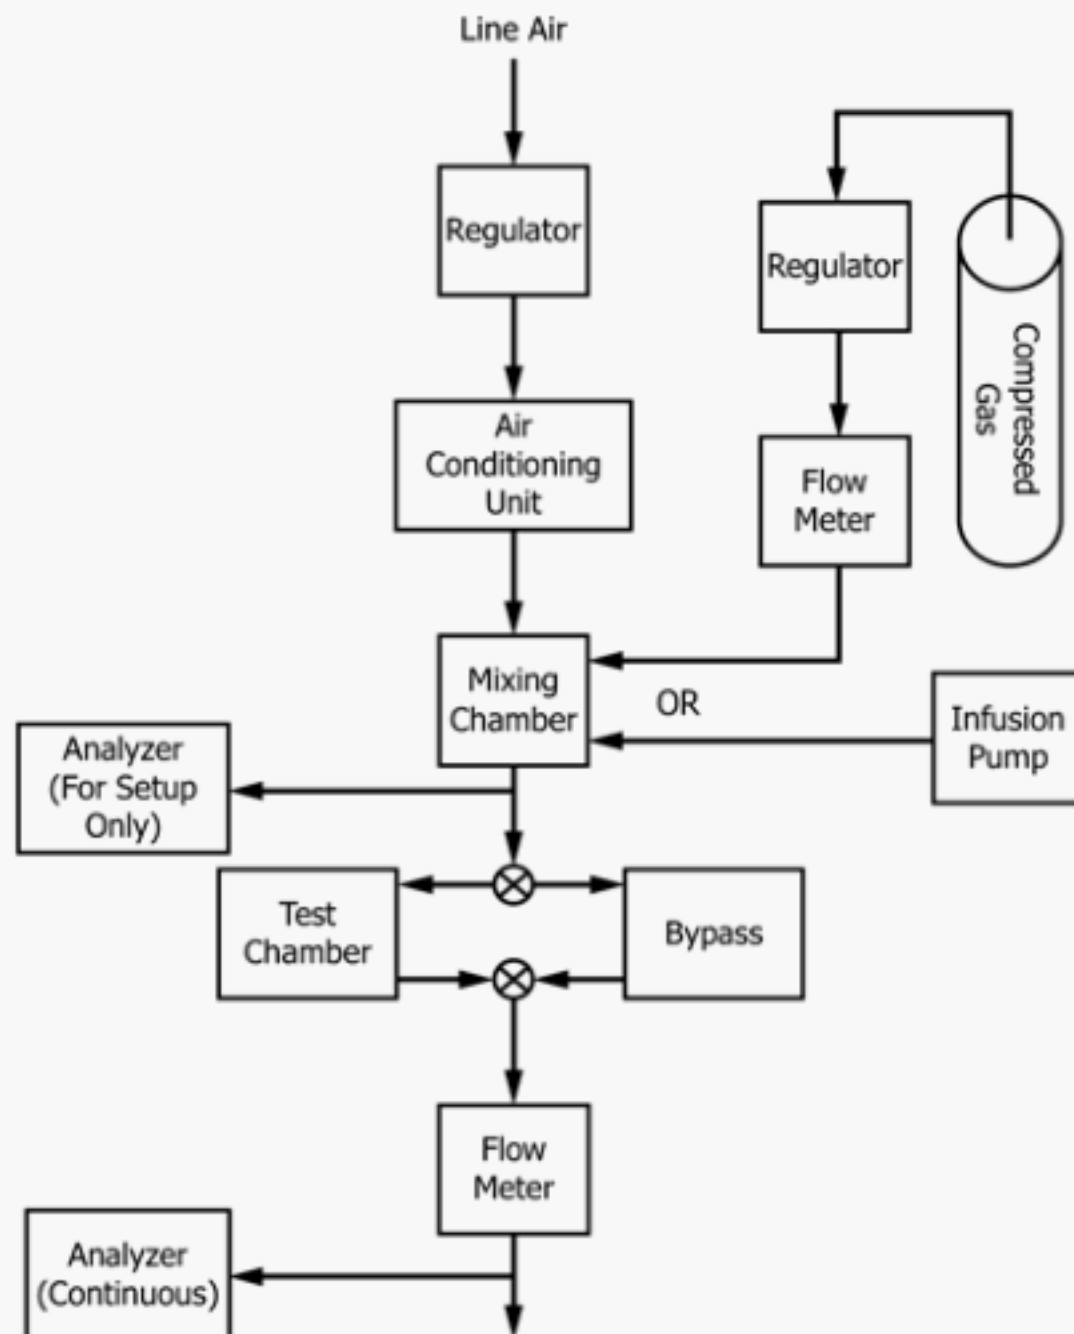 Line Air
Regulator
Regulator
Compressed
Gas
Air
Conditioning
Unit
Flow
Meter
Mixing
Chamber
OR
Infusion
Pump
Analyzer
(For Setup
Only)
Test
Chamber
Bypass
Flow
Meter
Analyzer
(Continuous)